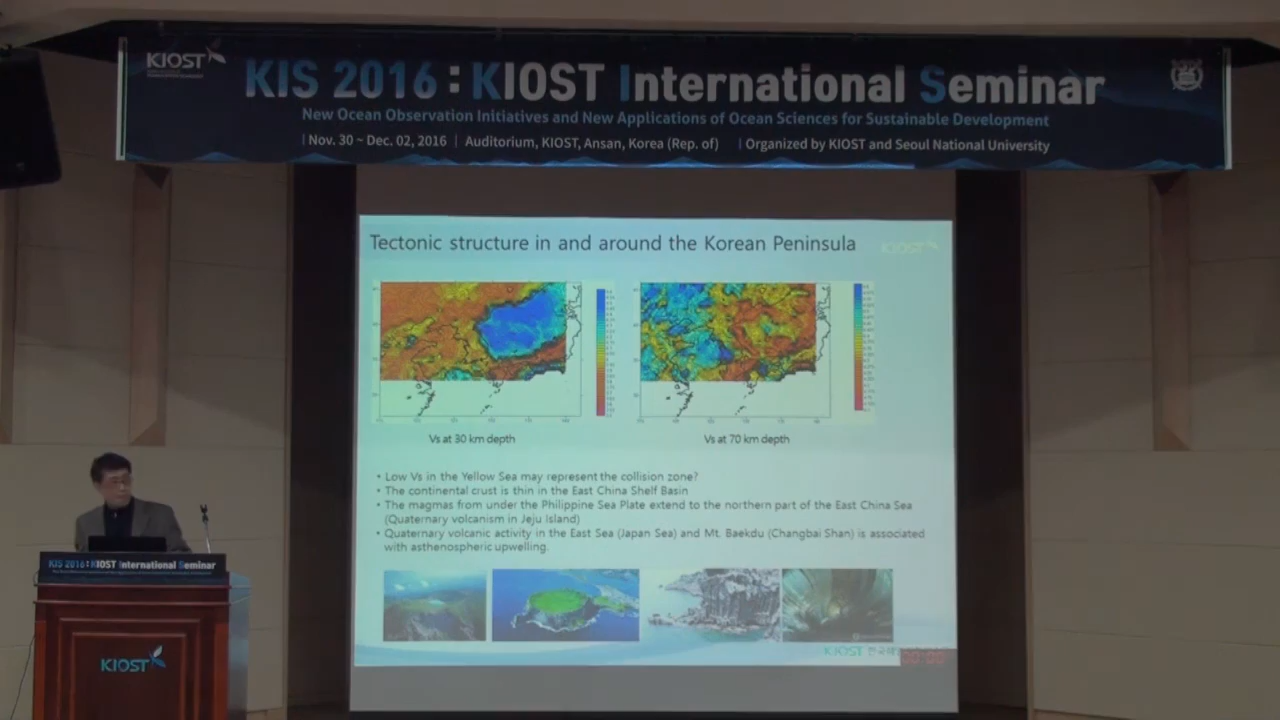 KIOST
KIS 2016 : KIOST International Seminar
New Ocean Observation Initiatives and New Applications of Ocean Sciences for Sustainable Development
Nov. 30 ~ Dec. 02, 2016 | Auditorium, KIOST, Ansan, Korea (Rep. of) | Organized by KIOST and Seoul National University
Tectonic structure in and around the Korean Peninsula
KIOST
Vs at 30 km depth
Vs at 70 km depth
• Low Vs in the Yellow Sea may represent the collision zone?
• The continental crust is thin in the East China Shelf Basin
• The magmas from under the Philippine Sea Plate extend to the northern part of the East China Sea
(Quaternary volcanism in Jeju Island)
• Quaternary volcanic activity in the East Sea (Japan Sea) and Mt. Baekdu (Changbai Shan) is associated
with asthenospheric upwelling.
KIOST
00:00
KIS 2016 : KIOST International Seminar
KIOST